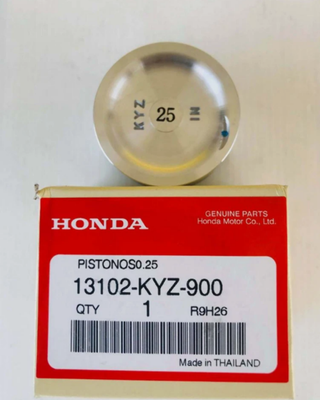 KYZ 25 IN
HONDA
GENUINE PARTS
Honda Motor Co., Ltd.
PISTONOS0.25
13102-KYZ-900
QTY 1 R9H26
Made in THAILAND